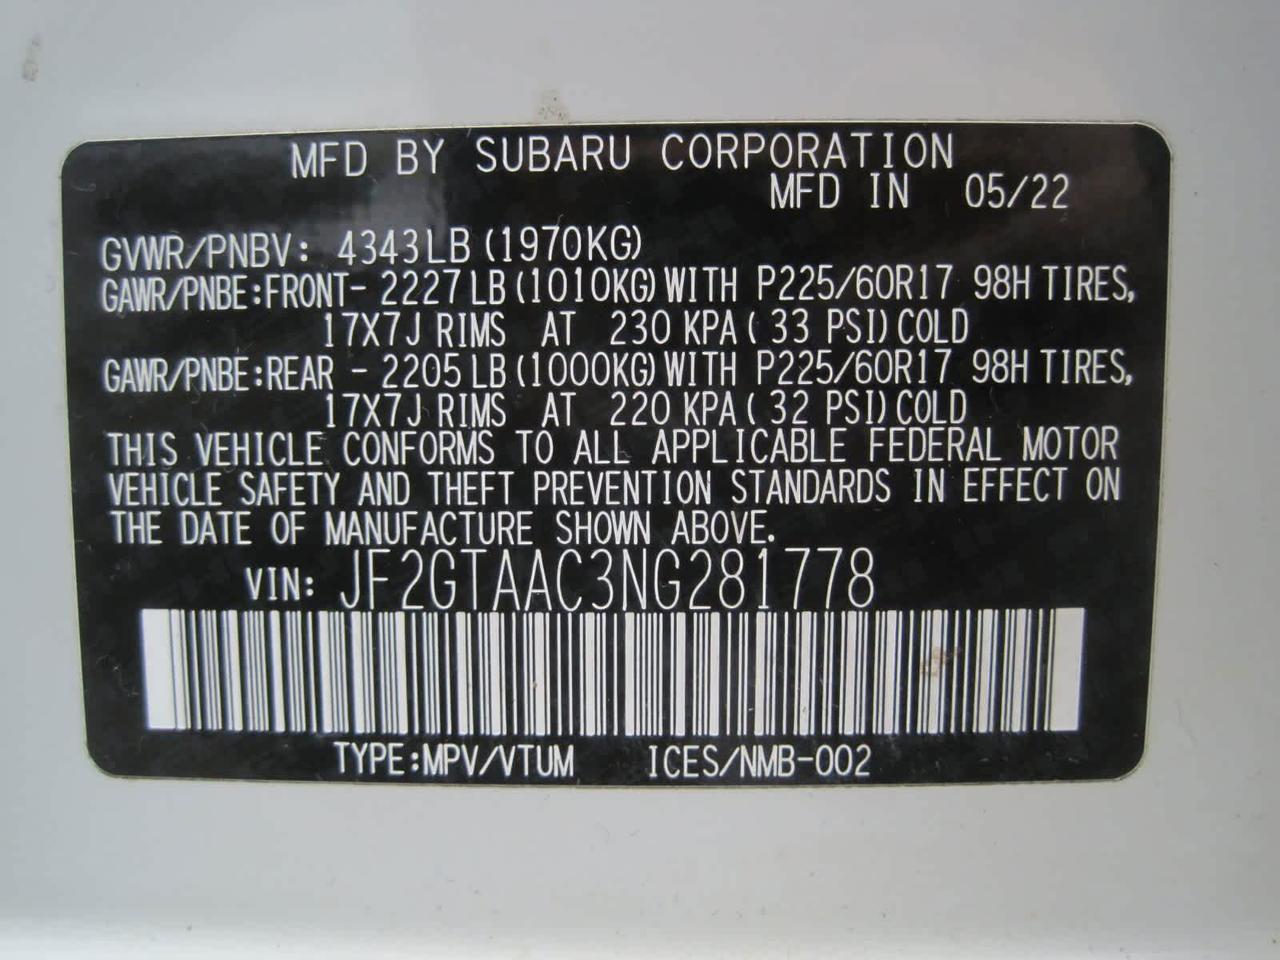 MFD BY SUBARU CORPORATION
MFD IN 05/22
GVWR/PNBV: 4343LB (1970KG)
GAWR/PNBE:FRONT- 2227LB (1010KG) WITH P225/60R17 98H TIRES,
17X7J RIMS AT 230 KPA( 33 PSI) COLD
GAWR/PNBE:REAR - 2205LB (1000KG) WITH P225/60R17 98H TIRES,
17X7J RIMS AT 220 KPA( 32 PSI) COLD
THIS VEHICLE CONFORMS TO ALL APPLICABLE FEDERAL MOTOR
VEHICLE SAFETY AND THEFT PREVENTION STANDARDS IN EFFECT ON
THE DATE OF MANUFACTURE SHOWN ABOVE.
VIN: JF2GTAAC3NG281778
TYPE:MPV/VTUM ICES/NMB-002